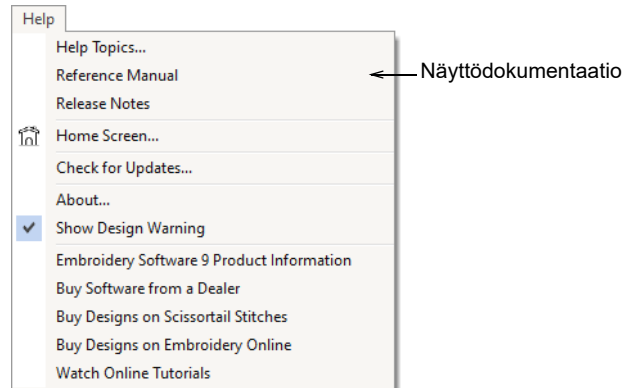 Help
Help Topics...
Reference Manual
Näyttödokumentaatio
Release Notes
Home Screen...
Check for Updates...
About...
Show Design Warning
Embroidery Software 9 Product Information
Buy Software from a Dealer
Buy Designs on Scissortail Stitches
Buy Designs on Embroidery Online
Watch Online Tutorials